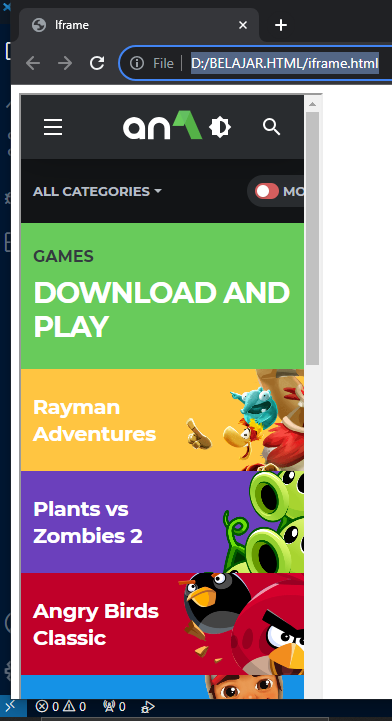 Iframe
File D:/BELAJAR.HTML/iframe.html
an
ALL CATEGORIES MO
GAMES
DOWNLOAD AND
PLAY
Rayman
Adventures
Plants vs
Zombies 2
Angry Birds
Classic
0 0 0